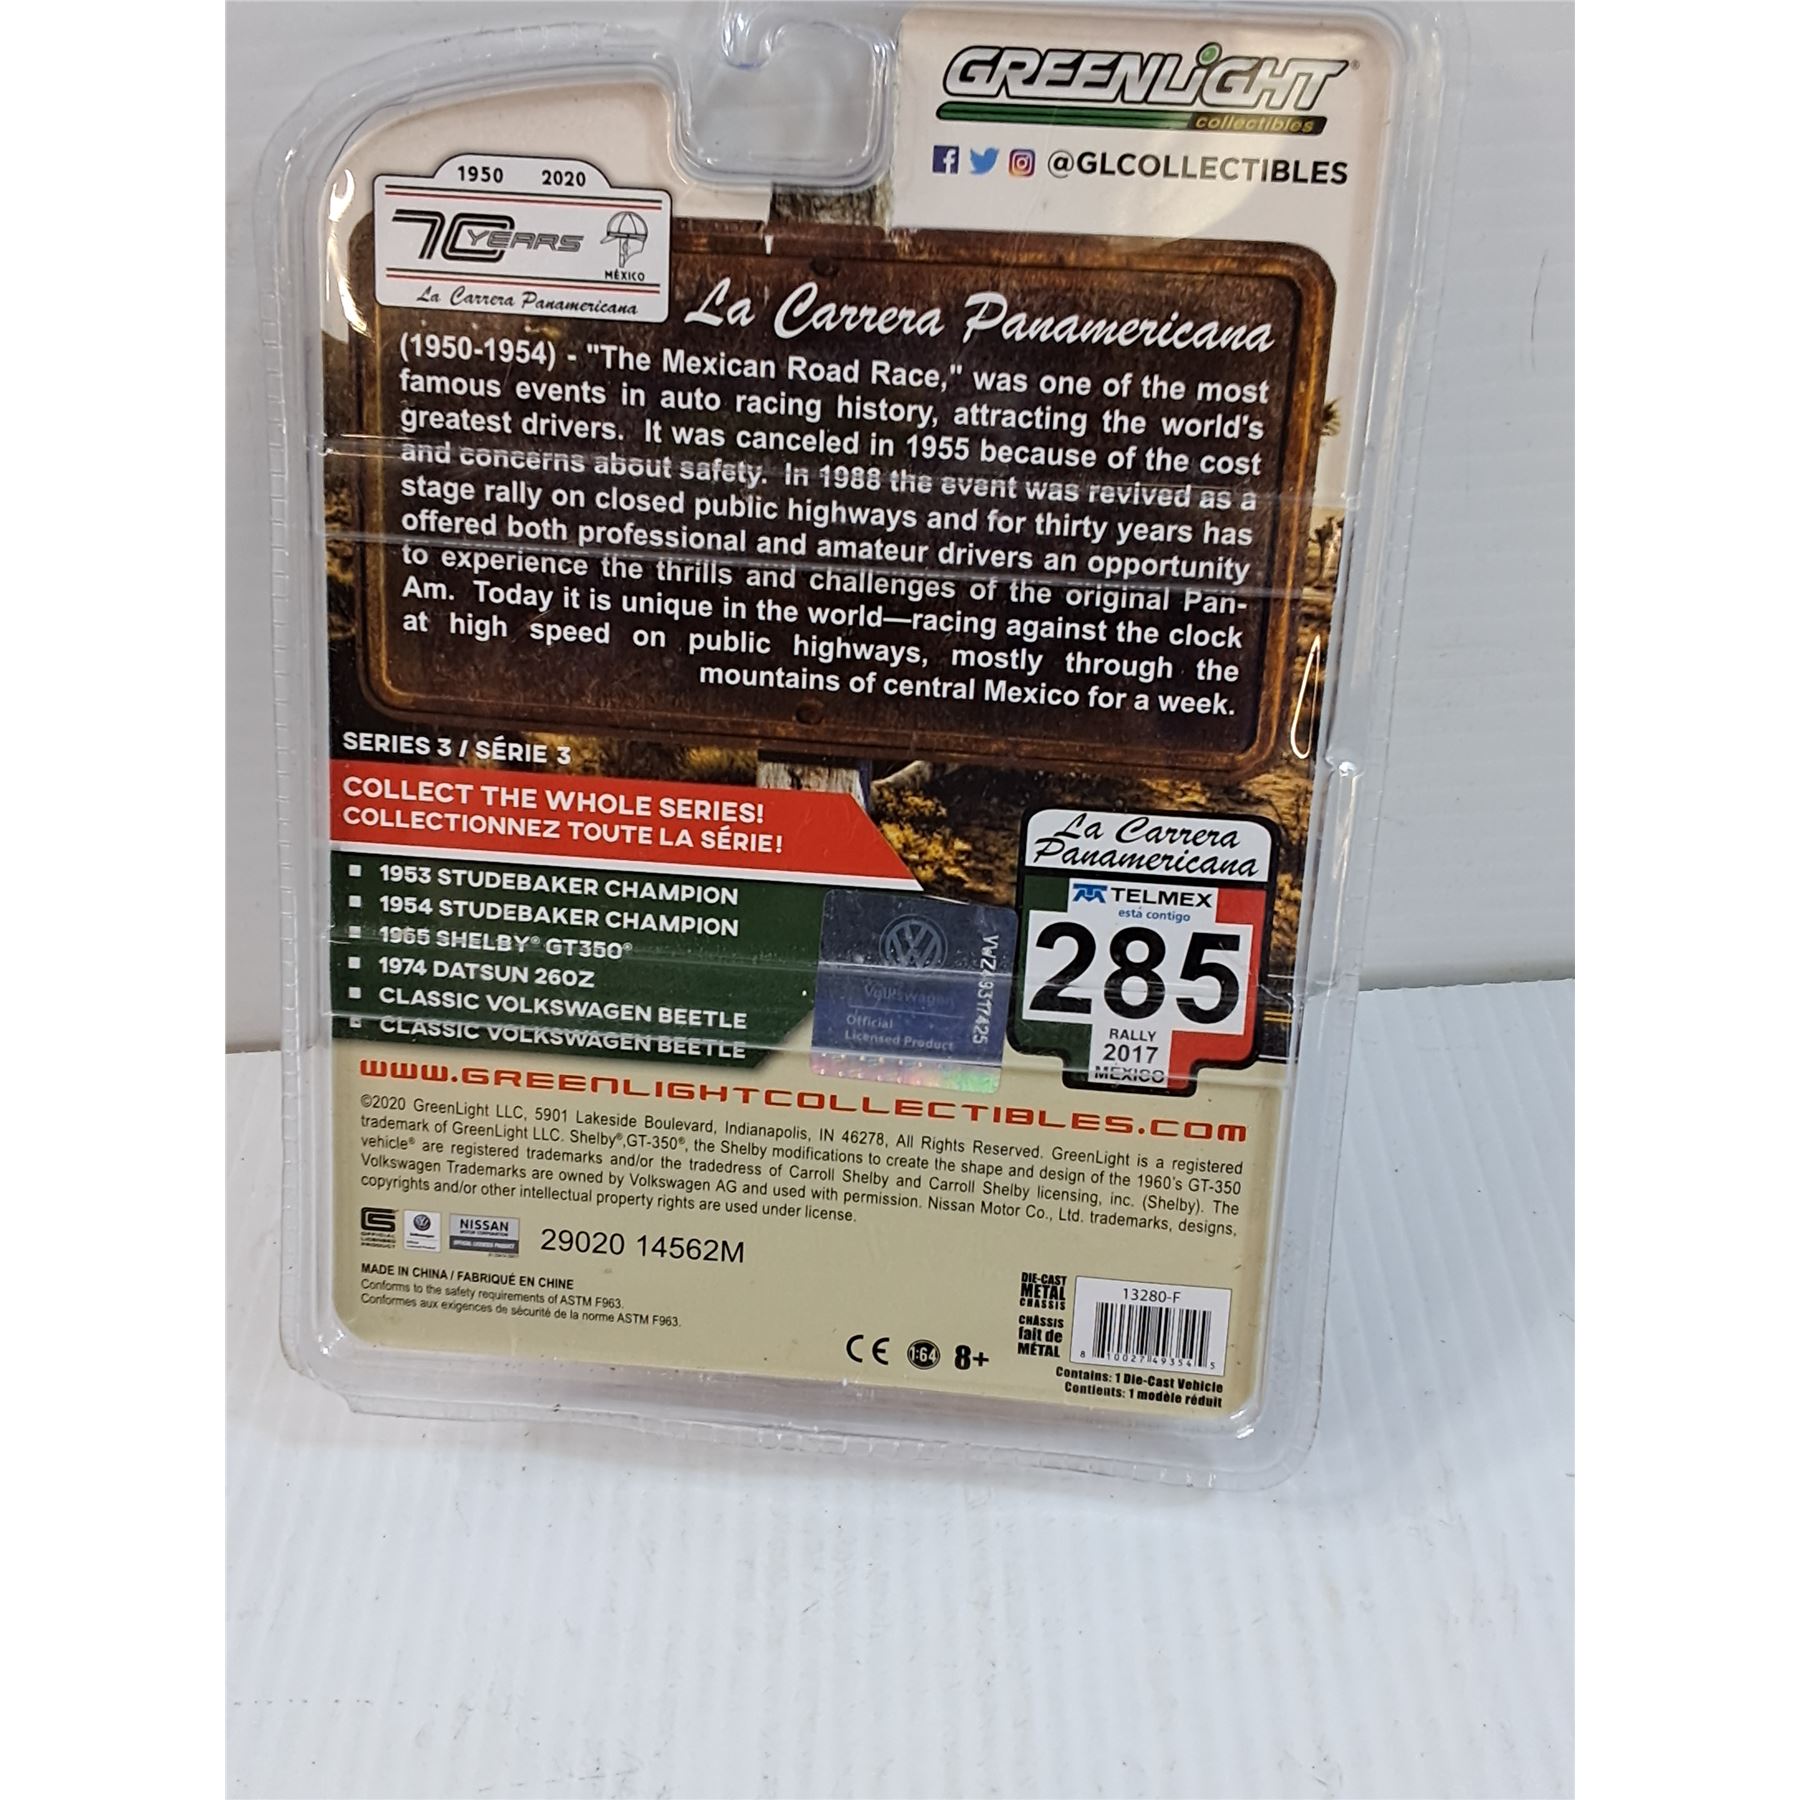 GREENLiGHT®
collectibles
@GLCOLLECTIBLES
1950 2020
70 YEARS
MÉXICO
La Carrera Panamericana
La Carrera Panamericana
(1950-1954) - "The Mexican Road Race," was one of the most
famous events in auto racing history, attracting the world's
greatest drivers. It was canceled in 1955 because of the cost
and concerns about safety. In 1988 the event was revived as a
stage rally on closed public highways and for thirty years has
offered both professional and amateur drivers an opportunity
to experience the thrills and challenges of the original Pan-
Am. Today it is unique in the world—racing against the clock
at high speed on public highways, mostly through the
mountains of central Mexico for a week.
SERIES 3 / SÉRIE 3
COLLECT THE WHOLE SERIES!
COLLECTIONNEZ TOUTE LA SÉRIE!
1953 STUDEBAKER CHAMPION
1954 STUDEBAKER CHAMPION
1965 SHELBY® GT350®
1974 DATSUN 260Z
CLASSIC VOLKSWAGEN BEETLE
CLASSIC VOLKSWAGEN BEETLE
Volkswagen
Official
Licensed Product
La Carrera
Panamericana
TELMEX
está contigo
285
RALLY
2017
MÉXICO
WWW.GREENLIGHTCOLLECTIBLES.COM
©2020 GreenLight LLC, 5901 Lakeside Boulevard, Indianapolis, IN 46278, All Rights Reserved. GreenLight is a registered
trademark of GreenLight LLC. Shelby®,GT-350®, the Shelby modifications to create the shape and design of the 1960's GT-350
vehicle® are registered trademarks and/or the tradedress of Carroll Shelby and Carroll Shelby licensing, inc. (Shelby). The
Volkswagen Trademarks are owned by Volkswagen AG and used with permission. Nissan Motor Co., Ltd. trademarks, designs,
copyrights and/or other intellectual property rights are used under license.
NISSAN
29020 14562M
MADE IN CHINA / FABRIQUÉ EN CHINE
Conforms to the safety requirements of ASTM F963.
Conformes aux exigences de sécurité de la norme ASTM F963.
CE 1:64 8+
DIE-CAST
METAL
CHASSIS
CHÂSSIS
fait de
MÉTAL
13280-F
8 10027 49354 5
Contains: 1 Die-Cast Vehicle
Contients: 1 modèle réduit